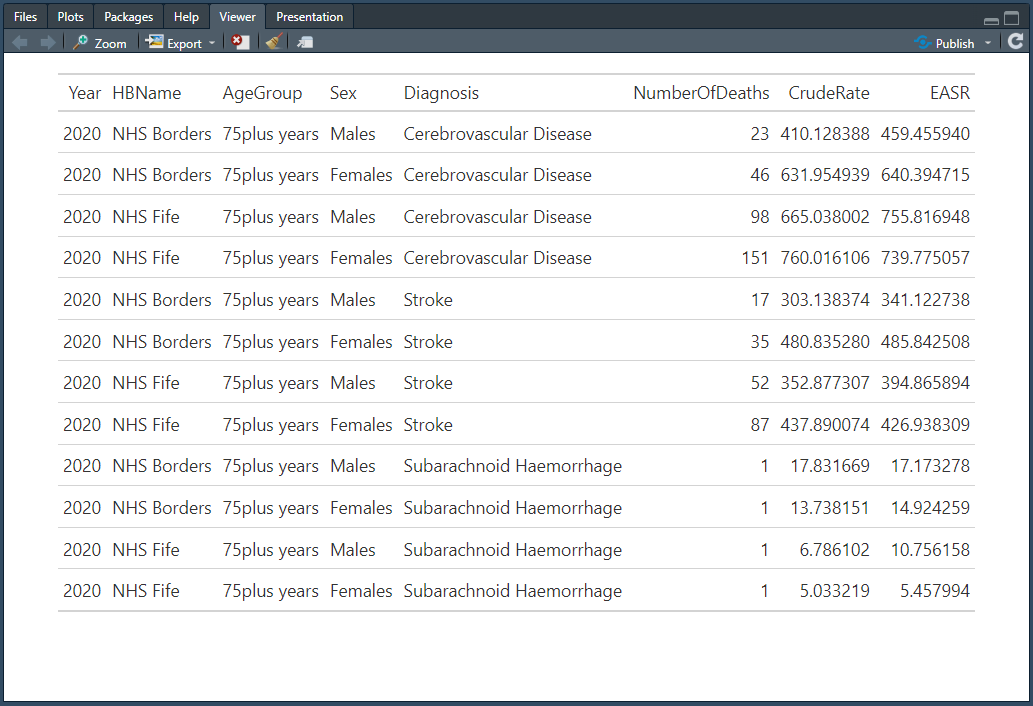 Files Plots Packages Help Viewer Presentation
Zoom Export Publish
Year HBName AgeGroup Sex Diagnosis NumberOfDeaths CrudeRate EASR
2020 NHS Borders 75plus years Males Cerebrovascular Disease 23 410.128388 459.455940
2020 NHS Borders 75plus years Females Cerebrovascular Disease 46 631.954939 640.394715
2020 NHS Fife 75plus years Males Cerebrovascular Disease 98 665.038002 755.816948
2020 NHS Fife 75plus years Females Cerebrovascular Disease 151 760.016106 739.775057
2020 NHS Borders 75plus years Males Stroke 17 303.138374 341.122738
2020 NHS Borders 75plus years Females Stroke 35 480.835280 485.842508
2020 NHS Fife 75plus years Males Stroke 52 352.877307 394.865894
2020 NHS Fife 75plus years Females Stroke 87 437.890074 426.938309
2020 NHS Borders 75plus years Males Subarachnoid Haemorrhage 1 17.831669 17.173278
2020 NHS Borders 75plus years Females Subarachnoid Haemorrhage 1 13.738151 14.924259
2020 NHS Fife 75plus years Males Subarachnoid Haemorrhage 1 6.786102 10.756158
2020 NHS Fife 75plus years Females Subarachnoid Haemorrhage 1 5.033219 5.457994